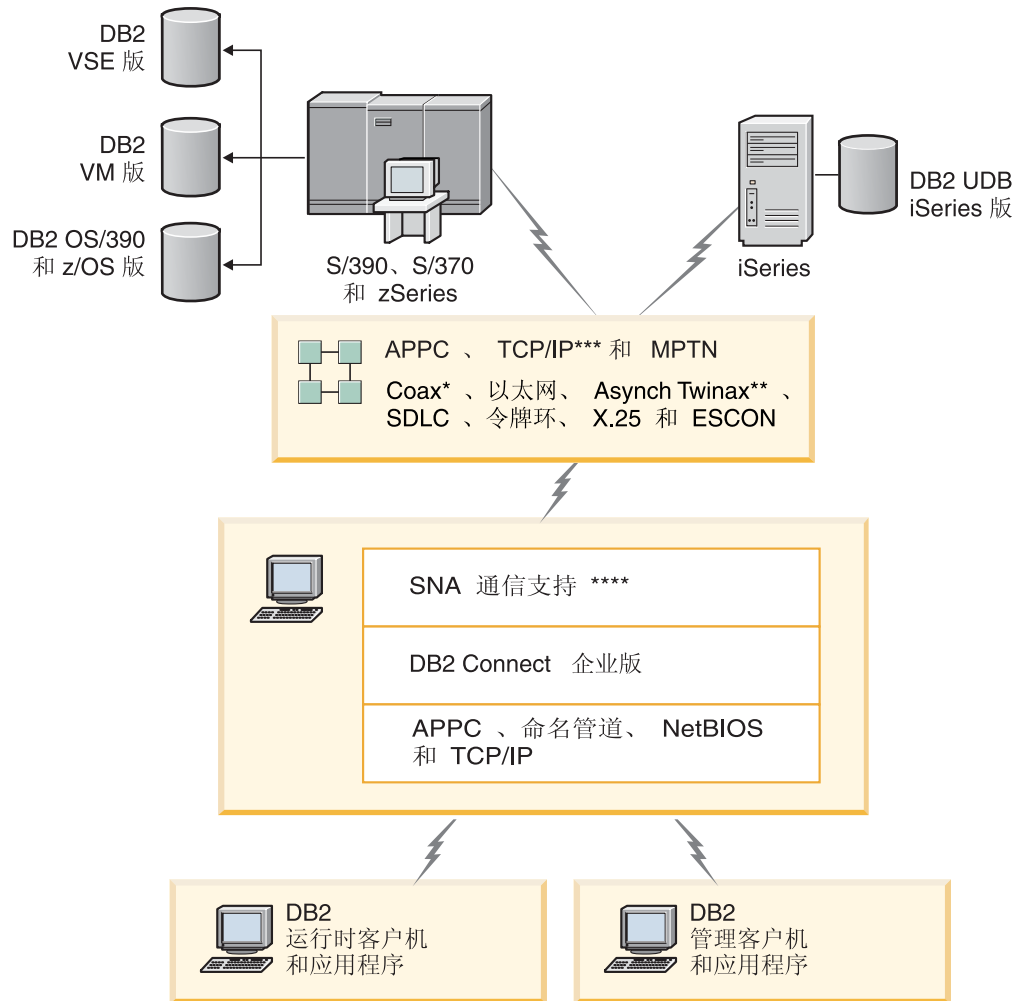 DB2
VSE 版
DB2
VM 版
DB2 OS/390
和 z/OS 版
S/390、S/370
和 zSeries
iSeries
DB2 UDB
iSeries 版
APPC 、 TCP/IP*** 和 MPTN
Coax* 、以太网、 Asynch Twinax** 、
SDLC 、令牌环、 X.25 和 ESCON
SNA 通信支持 ****
DB2 Connect 企业版
APPC 、命名管道、 NetBIOS
和 TCP/IP
DB2
运行时客户机
和应用程序
DB2
管理客户机
和应用程序